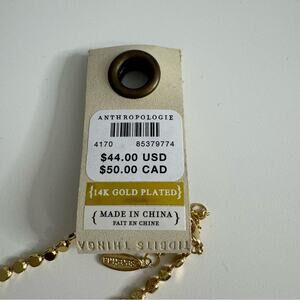 ANTHROPOLOGIE
4170 85379774
$44.00 USD
$50.00 CAD
{14K GOLD PLATED}
{MADE IN CHINA}
FAIT EN CHINE